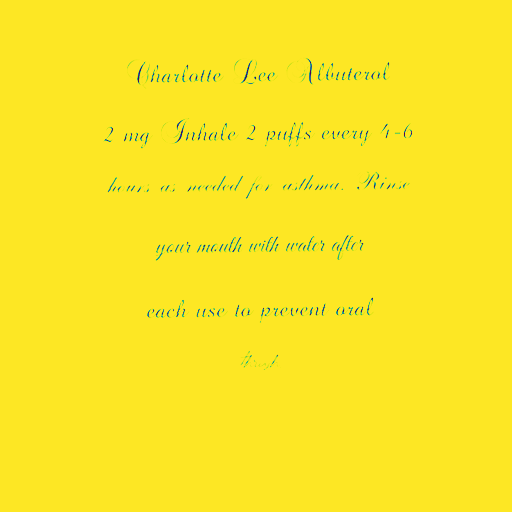 Charlotte Lee Albuterol
2 mg Inhale 2 puffs every 4-6
hours as needed for asthma. Rinse
your mouth with water after
each use to prevent oral